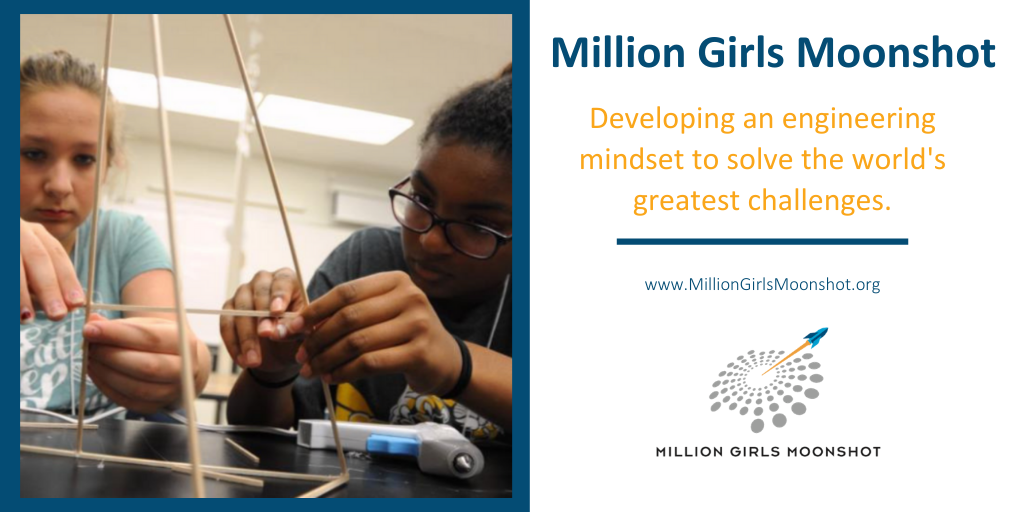 Million Girls Moonshot
Developing an engineering
mindset to solve the world's
greatest challenges.
www.MillionGirlsMoonshot.org
MILLION GIRLS MOONSHOT